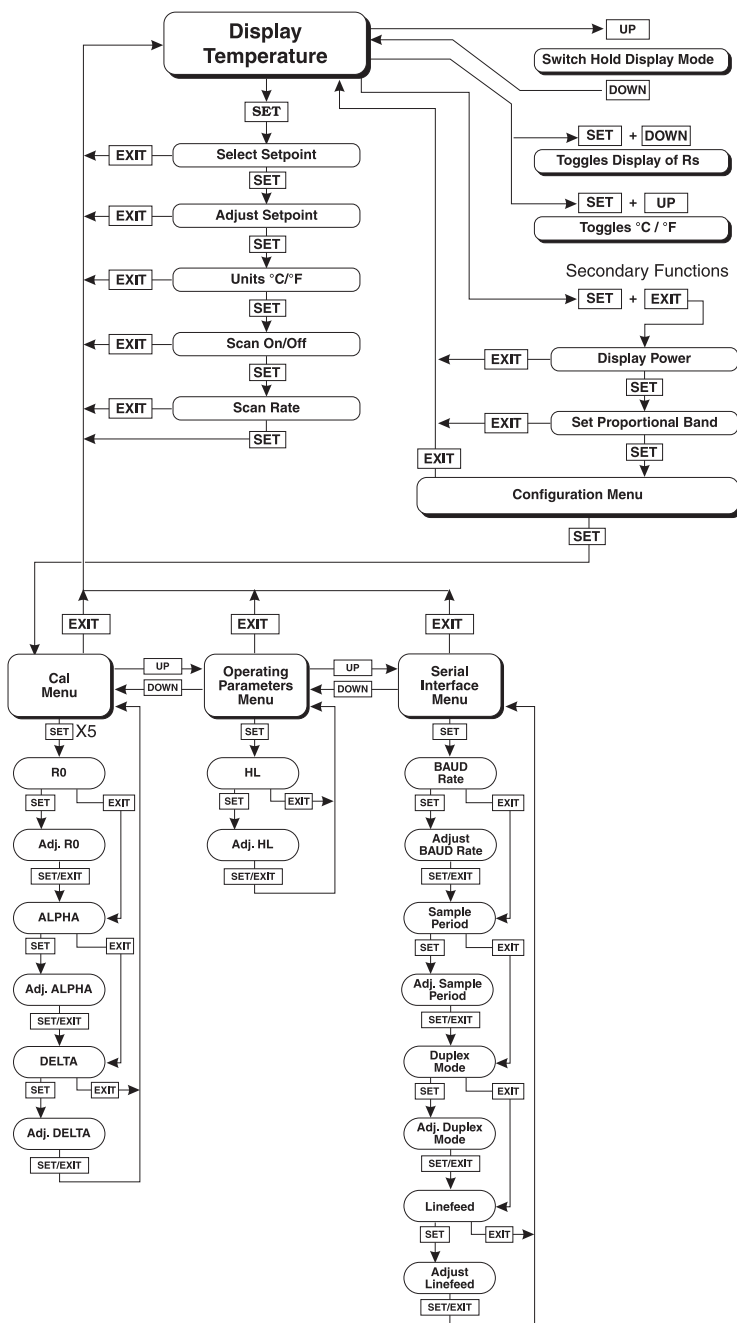 Display
Temperature
UP
Switch Hold Display Mode
DOWN
SET
EXIT
Select Setpoint
SET
EXIT
Adjust Setpoint
SET
EXIT
Units °C/°F
SET
EXIT
Scan On/Off
SET
EXIT
Scan Rate
SET
SET + DOWN
Toggles Display of Rs
SET + UP
Toggles °C / °F
Secondary Functions
SET + EXIT
EXIT
Display Power
SET
EXIT
Set Proportional Band
SET
EXIT
Configuration Menu
SET
EXIT
EXIT
EXIT
Cal
Menu
UP
DOWN
Operating
Parameters
Menu
UP
DOWN
Serial
Interface
Menu
SET X5
R0
SET
EXIT
Adj. R0
SET/EXIT
ALPHA
SET
EXIT
Adj. ALPHA
SET/EXIT
DELTA
SET
EXIT
Adj. DELTA
SET/EXIT
SET
HL
SET
EXIT
Adj. HL
SET/EXIT
SET
BAUD
Rate
SET
EXIT
Adjust
BAUD Rate
SET/EXIT
Sample
Period
SET
EXIT
Adj. Sample
Period
SET/EXIT
Duplex
Mode
SET
EXIT
Adj. Duplex
Mode
SET/EXIT
Linefeed
SET
EXIT
Adjust
Linefeed
SET/EXIT